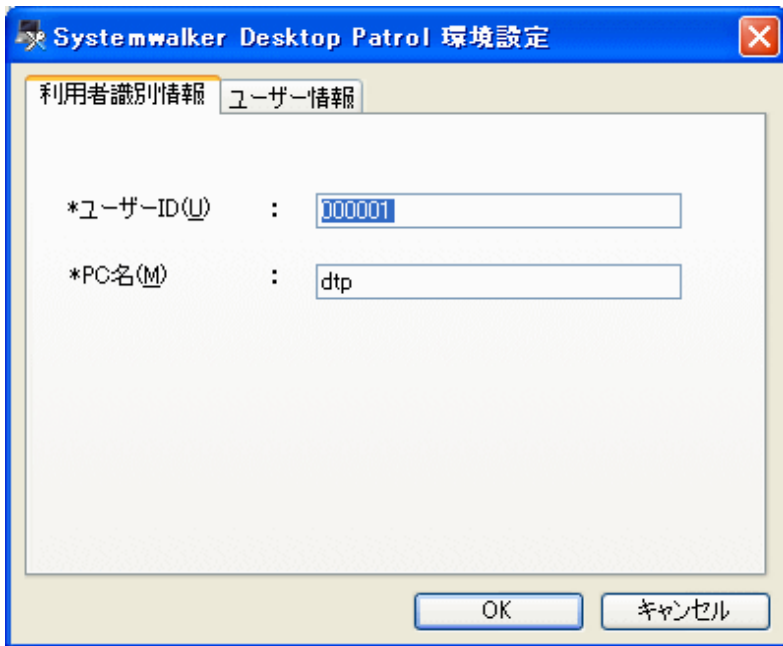 Systemwalker Desktop Patrol 環境設定
利用者識別情報 ユーザー情報
*ユーザーID(U) : 000001
*PC名(M) : dtp
OK キャンセル